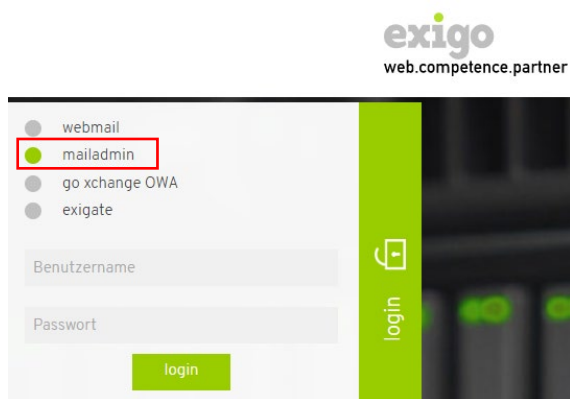 exigo
web.competence.partner
webmail
mailadmin
go xchange OWA
exigate
Benutzername
Passwort
login
login